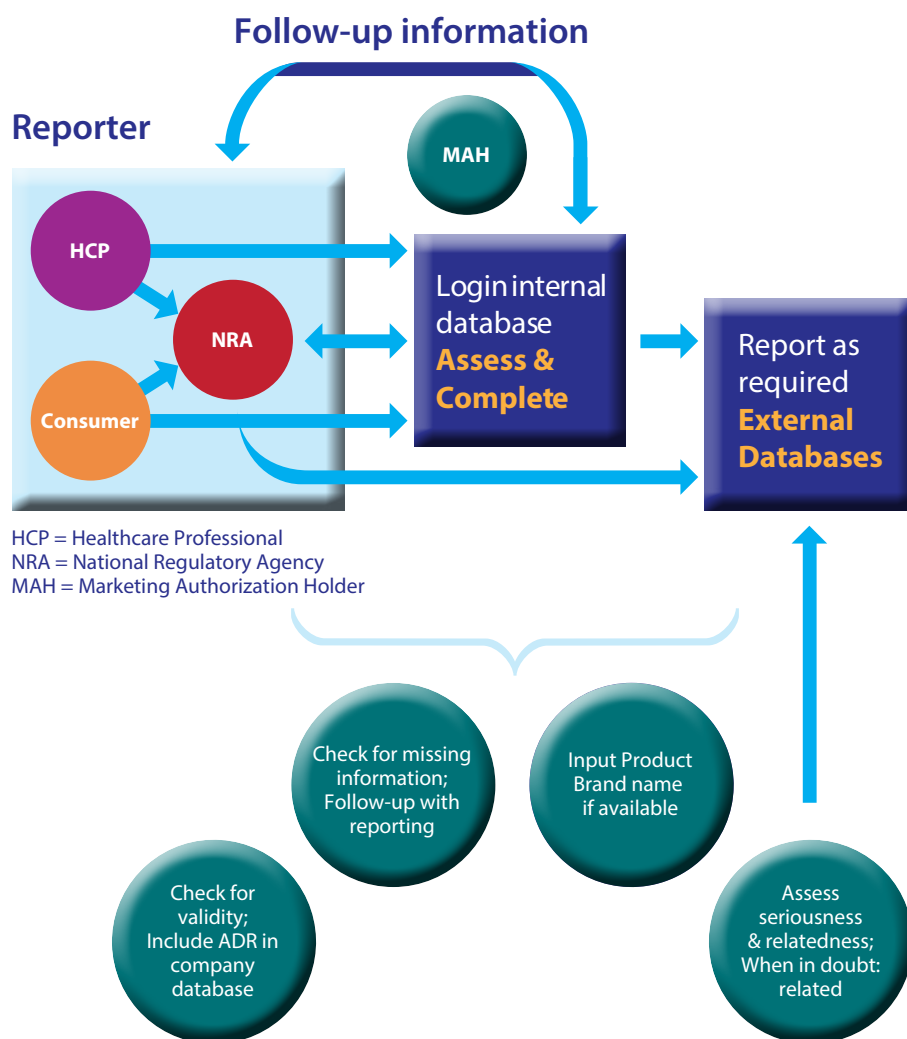 Follow-up information
Reporter
MAH
HCP
NRA
Consumer
Login internal
database
Assess &
Complete
Report as
required
External
Databases
HCP = Healthcare Professional
NRA = National Regulatory Agency
MAH = Marketing Authorization Holder
Check for missing
information;
Follow-up with
reporting
Input Product
Brand name
if available
Check for
validity;
Include ADR in
company
database
Assess
seriousness
& relatedness;
When in doubt:
related